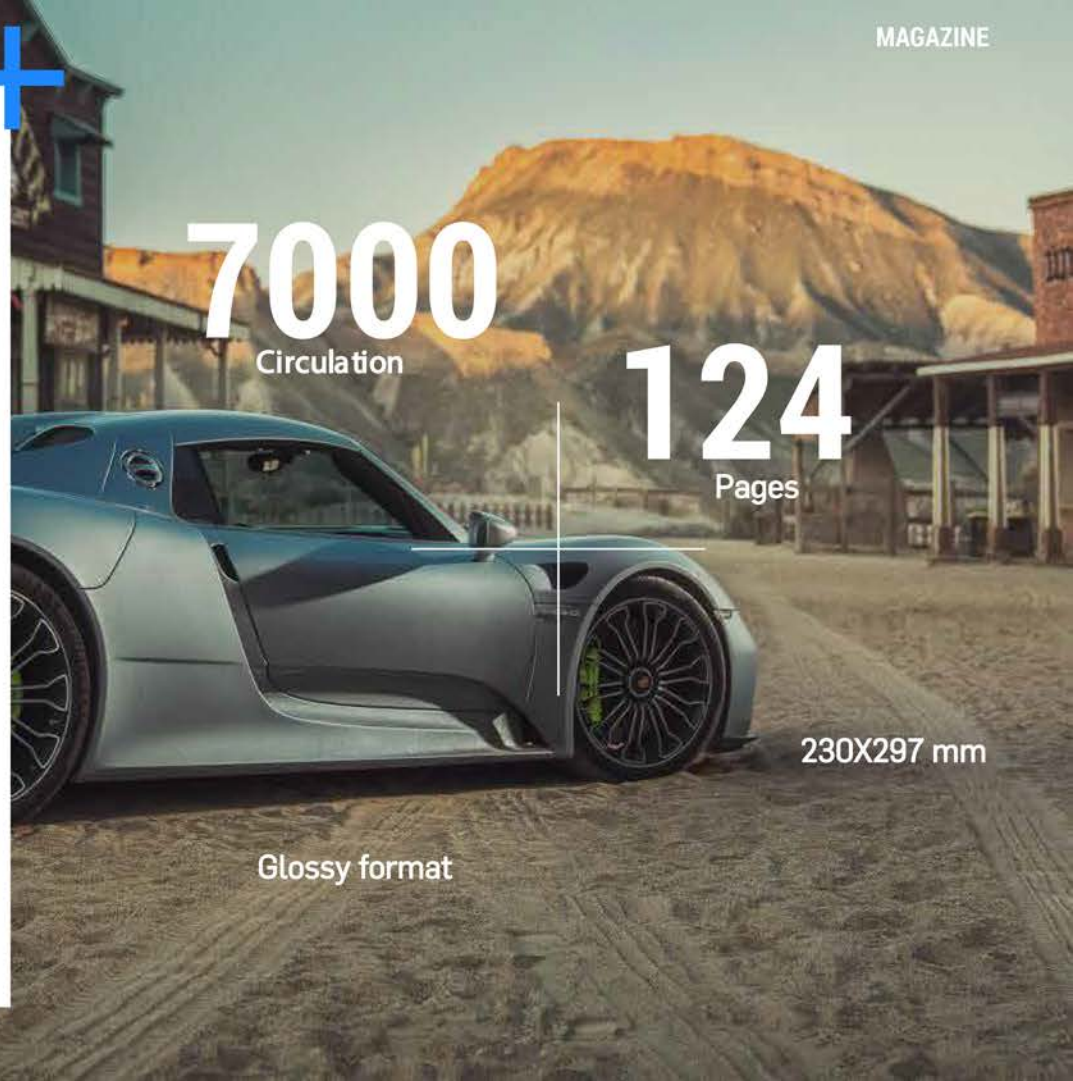 MAGAZINE
7000
Circulation
124
Pages
230X297 mm
Glossy format